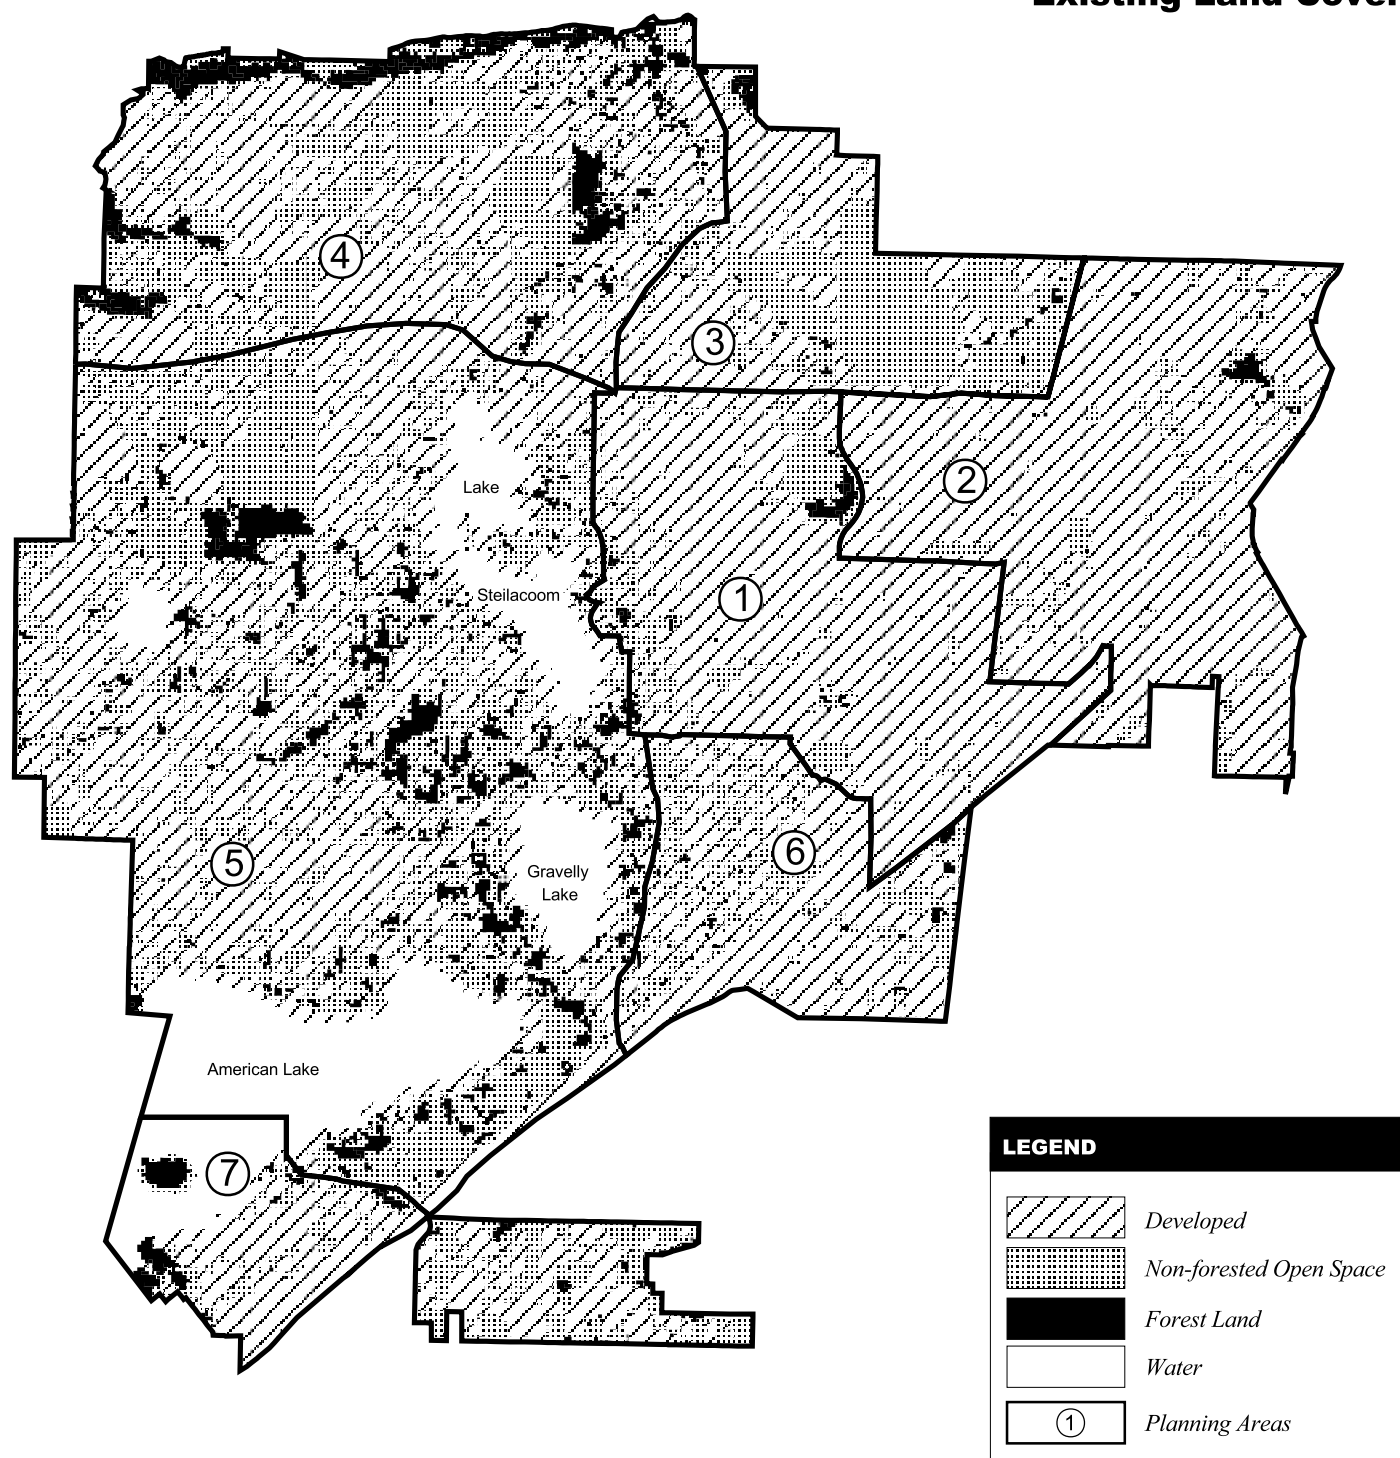 Existing Land Cover
4
3
2
Lake
Steilacoom
1
5
6
Gravelly
Lake
American Lake
7
LEGEND
Developed
Non-forested Open Space
Forest Land
Water
1 Planning Areas